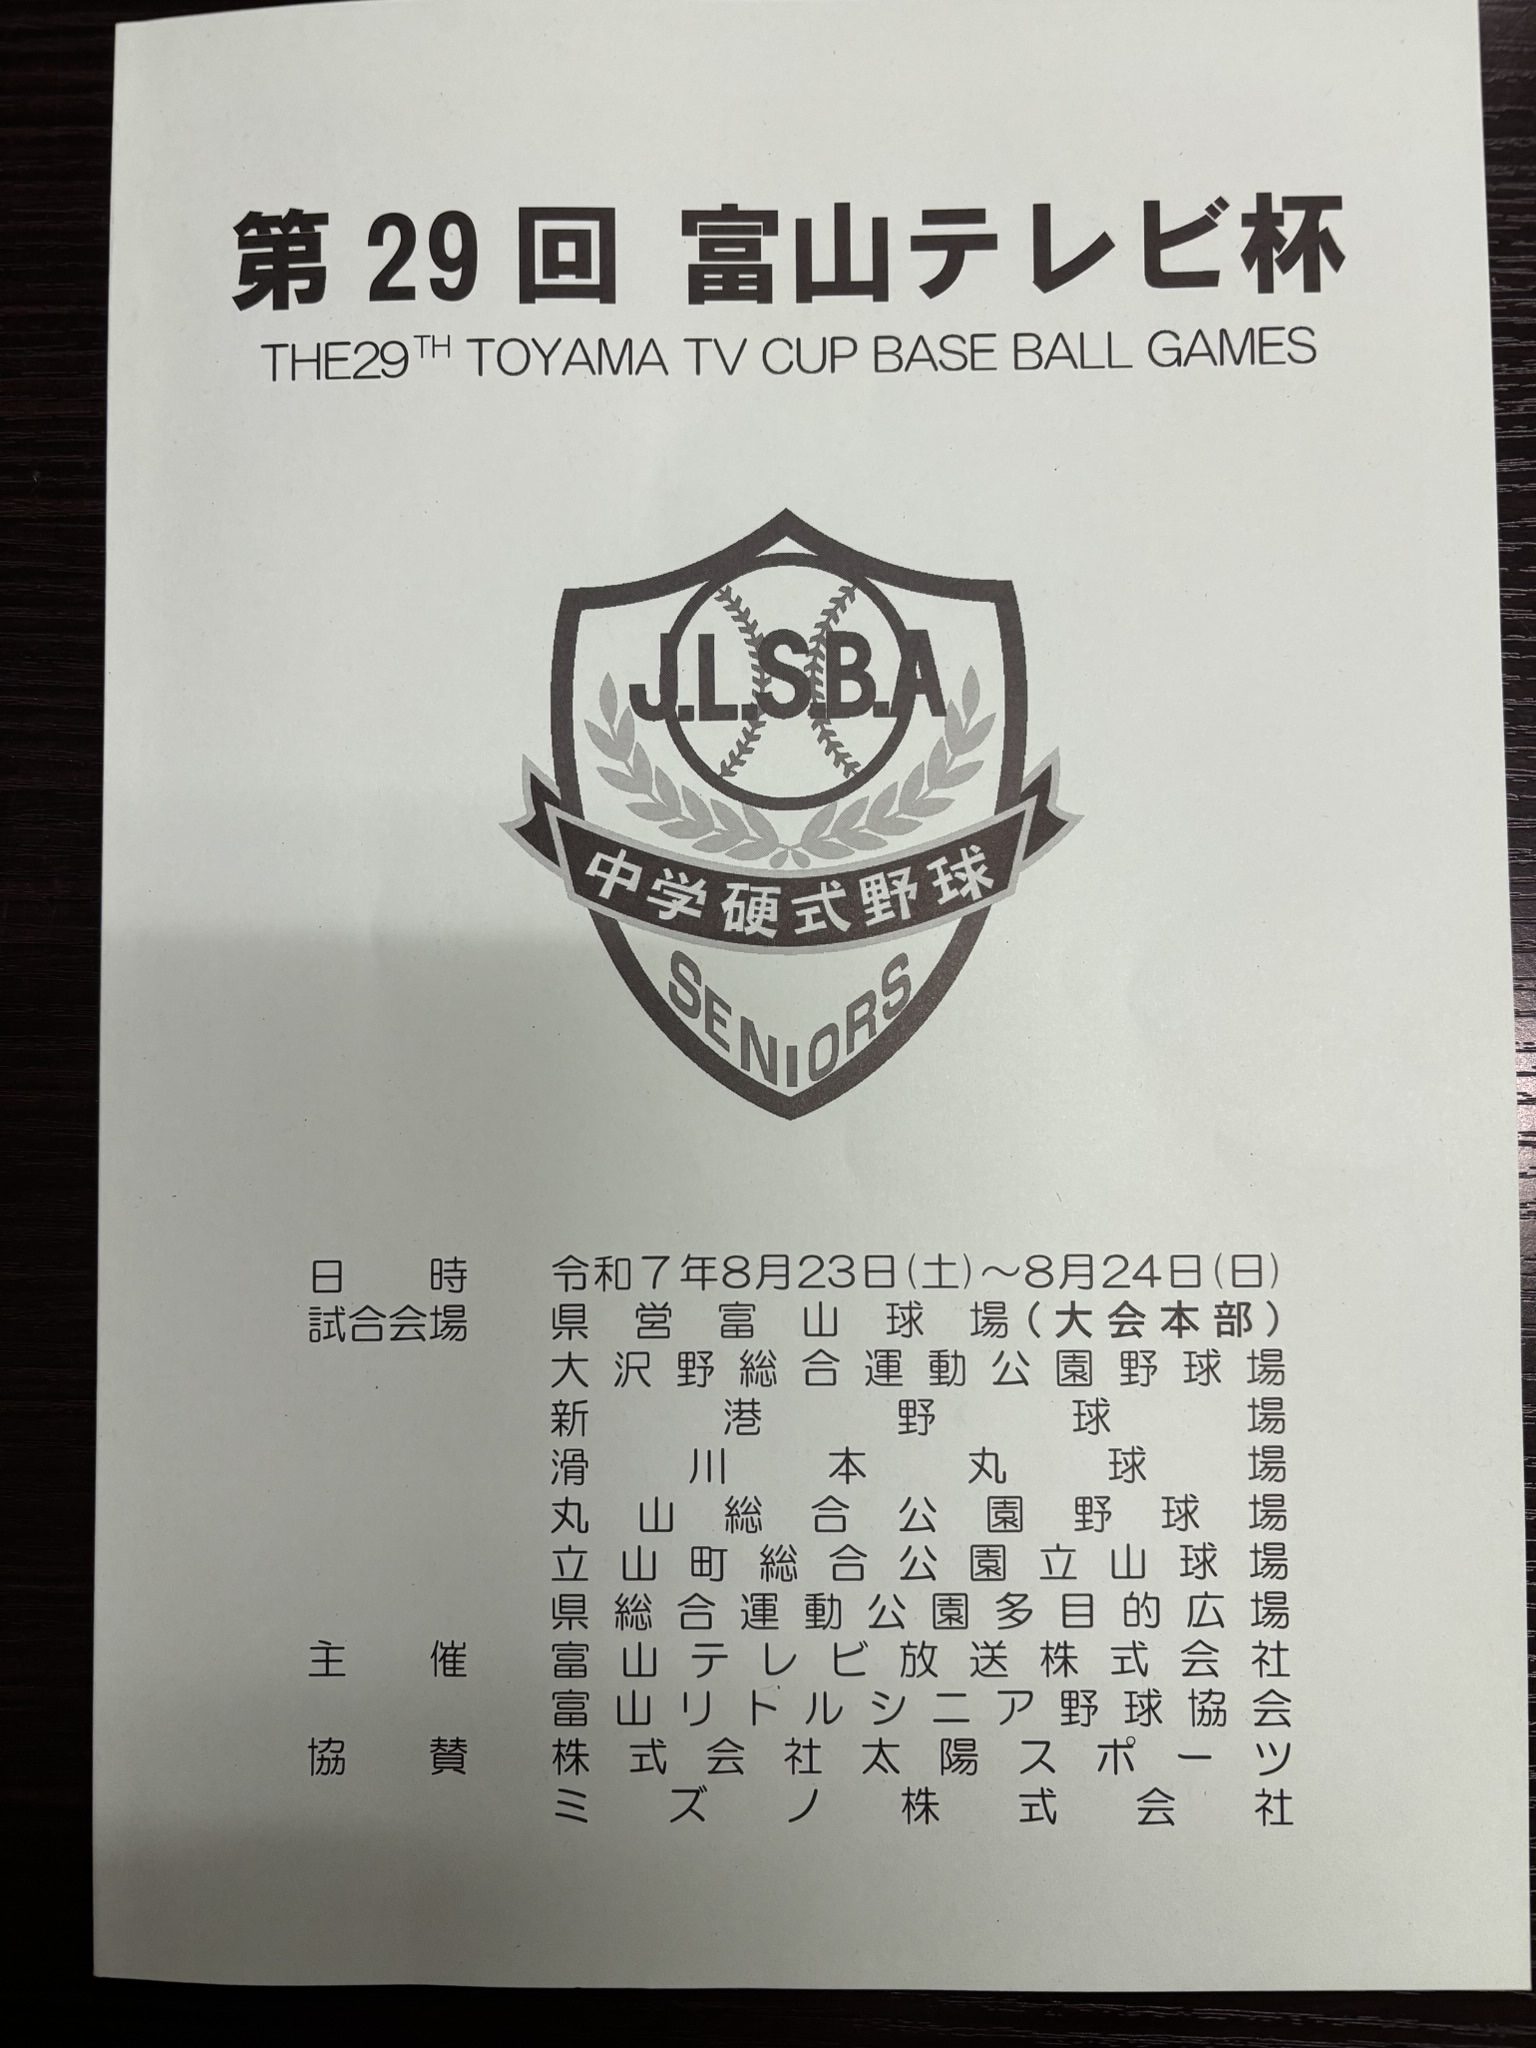 第29回 富山テレビ杯
THE29TH TOYAMA TV CUP BASE BALL GAMES
J.L.S.B.A
中学硬式野球
SENIORS
日時 令和7年8月23日(土)～8月24日(日)
試合会場 県営富山球場(大会本部)
大沢野総合運動公園野球場
新港野球場
滑川本丸球場
丸山総合公園野球場
立山町総合公園立山球場
県総合運動公園多目的広場
主催 富山テレビ放送株式会社
富山リトルシニア野球協会
協賛 株式会社太陽スポーツ
ミズノ株式会社